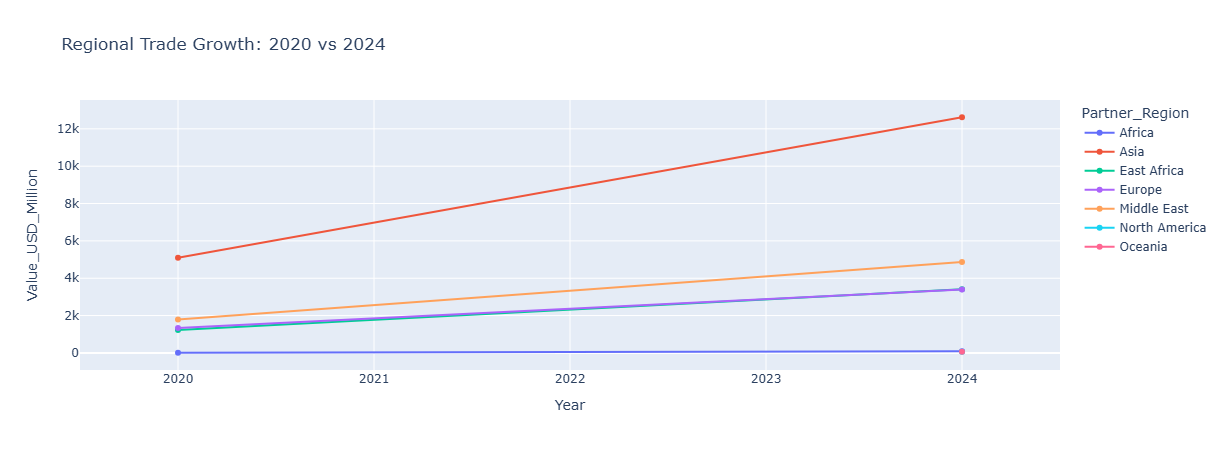 Regional Trade Growth: 2020 vs 2024
Partner_Region
Africa
Asia
East Africa
Europe
Middle East
North America
Oceania
Value_USD_Million
12k
10k
8k
6k
4k
2k
0
2020 2021 2022 2023 2024
Year